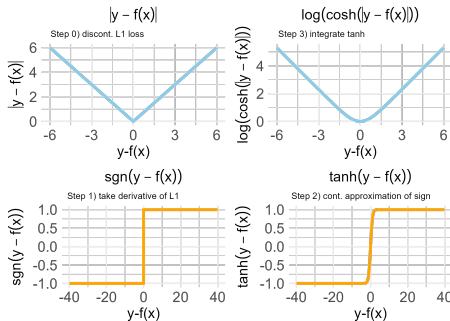 |y − f(x)|
Step 0) discont. L1 loss
|y − f(x)|
6
4
2
0
-6 -3 0 3 6
y-f(x)
log(cosh(|y − f(x)|))
Step 3) integrate tanh
log(cosh(|y − f(x)|))
4
2
0
-6 -3 0 3 6
y-f(x)
sgn(y − f(x))
Step 1) take derivative of L1
sgn(y − f(x))
1.0
0.5
0.0
-0.5
-1.0
-40 -20 0 20 40
y-f(x)
tanh(y − f(x))
Step 2) cont. approximation of sign
tanh(y − f(x))
1.0
0.5
0.0
-0.5
-1.0
-40 -20 0 20 40
y-f(x)